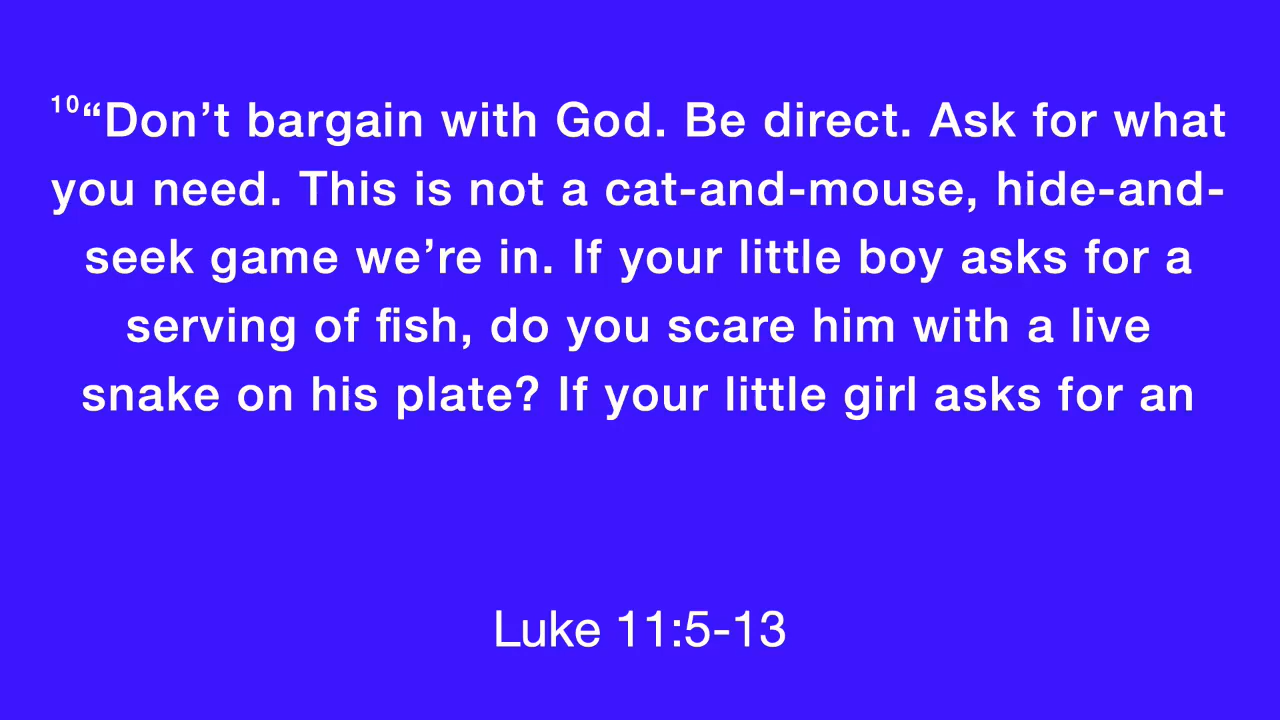 10“Don’t bargain with God. Be direct. Ask for what
you need. This is not a cat-and-mouse, hide-and-
seek game we’re in. If your little boy asks for a
serving of fish, do you scare him with a live
snake on his plate? If your little girl asks for an
Luke 11:5-13